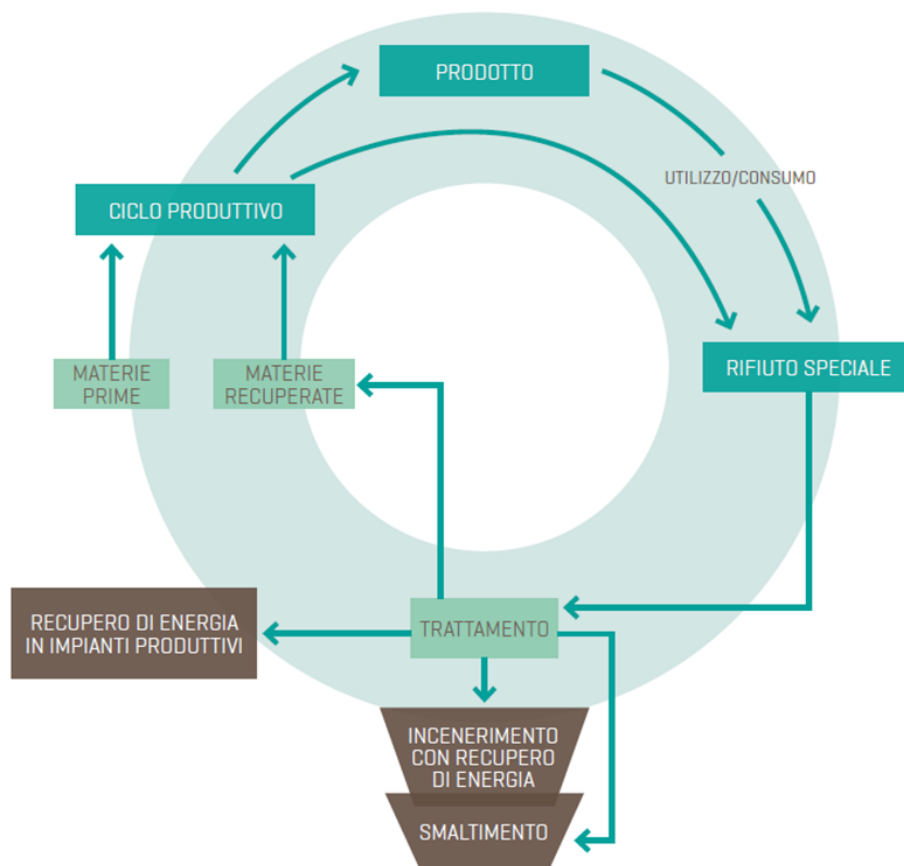 PRODOTTO
UTILIZZO/CONSUMO
CICLO PRODUTTIVO
MATERIE
PRIME
MATERIE
RECUPERATE
RIFIUTO SPECIALE
RECUPERO DI ENERGIA
IN IMPIANTI PRODUTTIVI
TRATTAMENTO
INCENERIMENTO
CON RECUPERO
DI ENERGIA
SMALTIMENTO